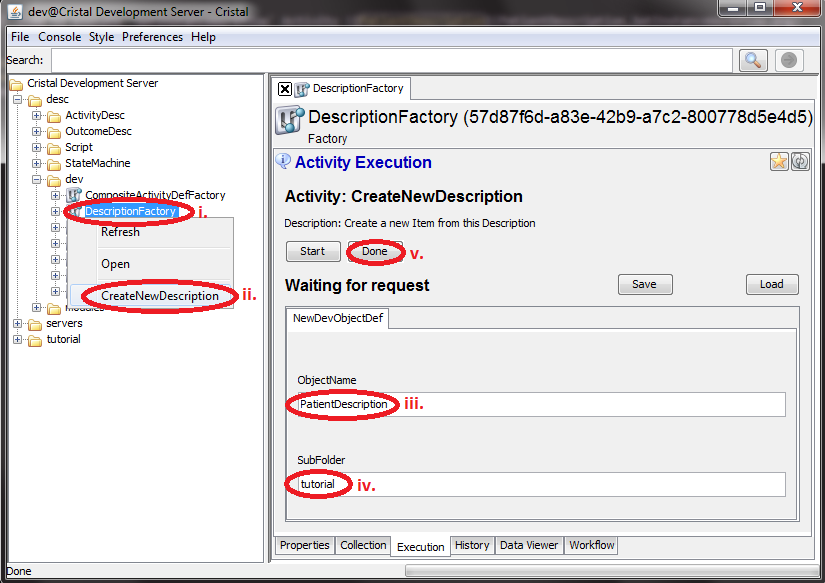 dev@Cristal Development Server - Cristal
File Console Style Preferences Help
Search:
Cristal Development Server
desc
ActivityDesc
OutcomeDesc
Script
StateMachine
dev
CompositeActivityDefFactory
DescriptionFactory i.
Refresh
Open
CreateNewDescription ii.
modules
servers
tutorial
DescriptionFactory
DescriptionFactory (57d87f6d-a83e-42b9-a7c2-800778d5e4d5)
Factory
Activity Execution
Activity: CreateNewDescription
Description: Create a new Item from this Description
Start Done v.
Waiting for request Save Load
NewDevObjectDef
ObjectName
PatientDescription iii.
SubFolder
tutorial iv.
Properties Collection Execution History Data Viewer Workflow
Done